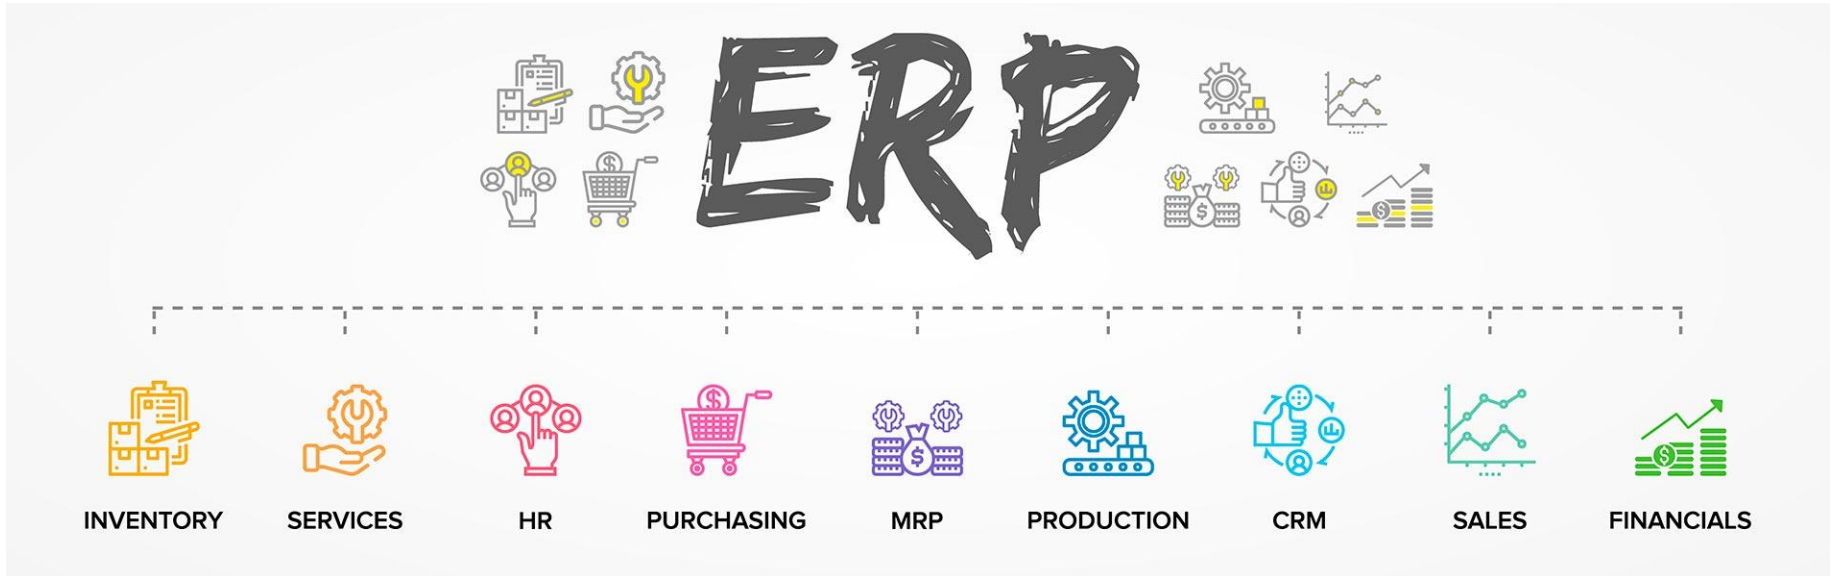 ERP
INVENTORY SERVICES HR PURCHASING MRP PRODUCTION CRM SALES FINANCIALS